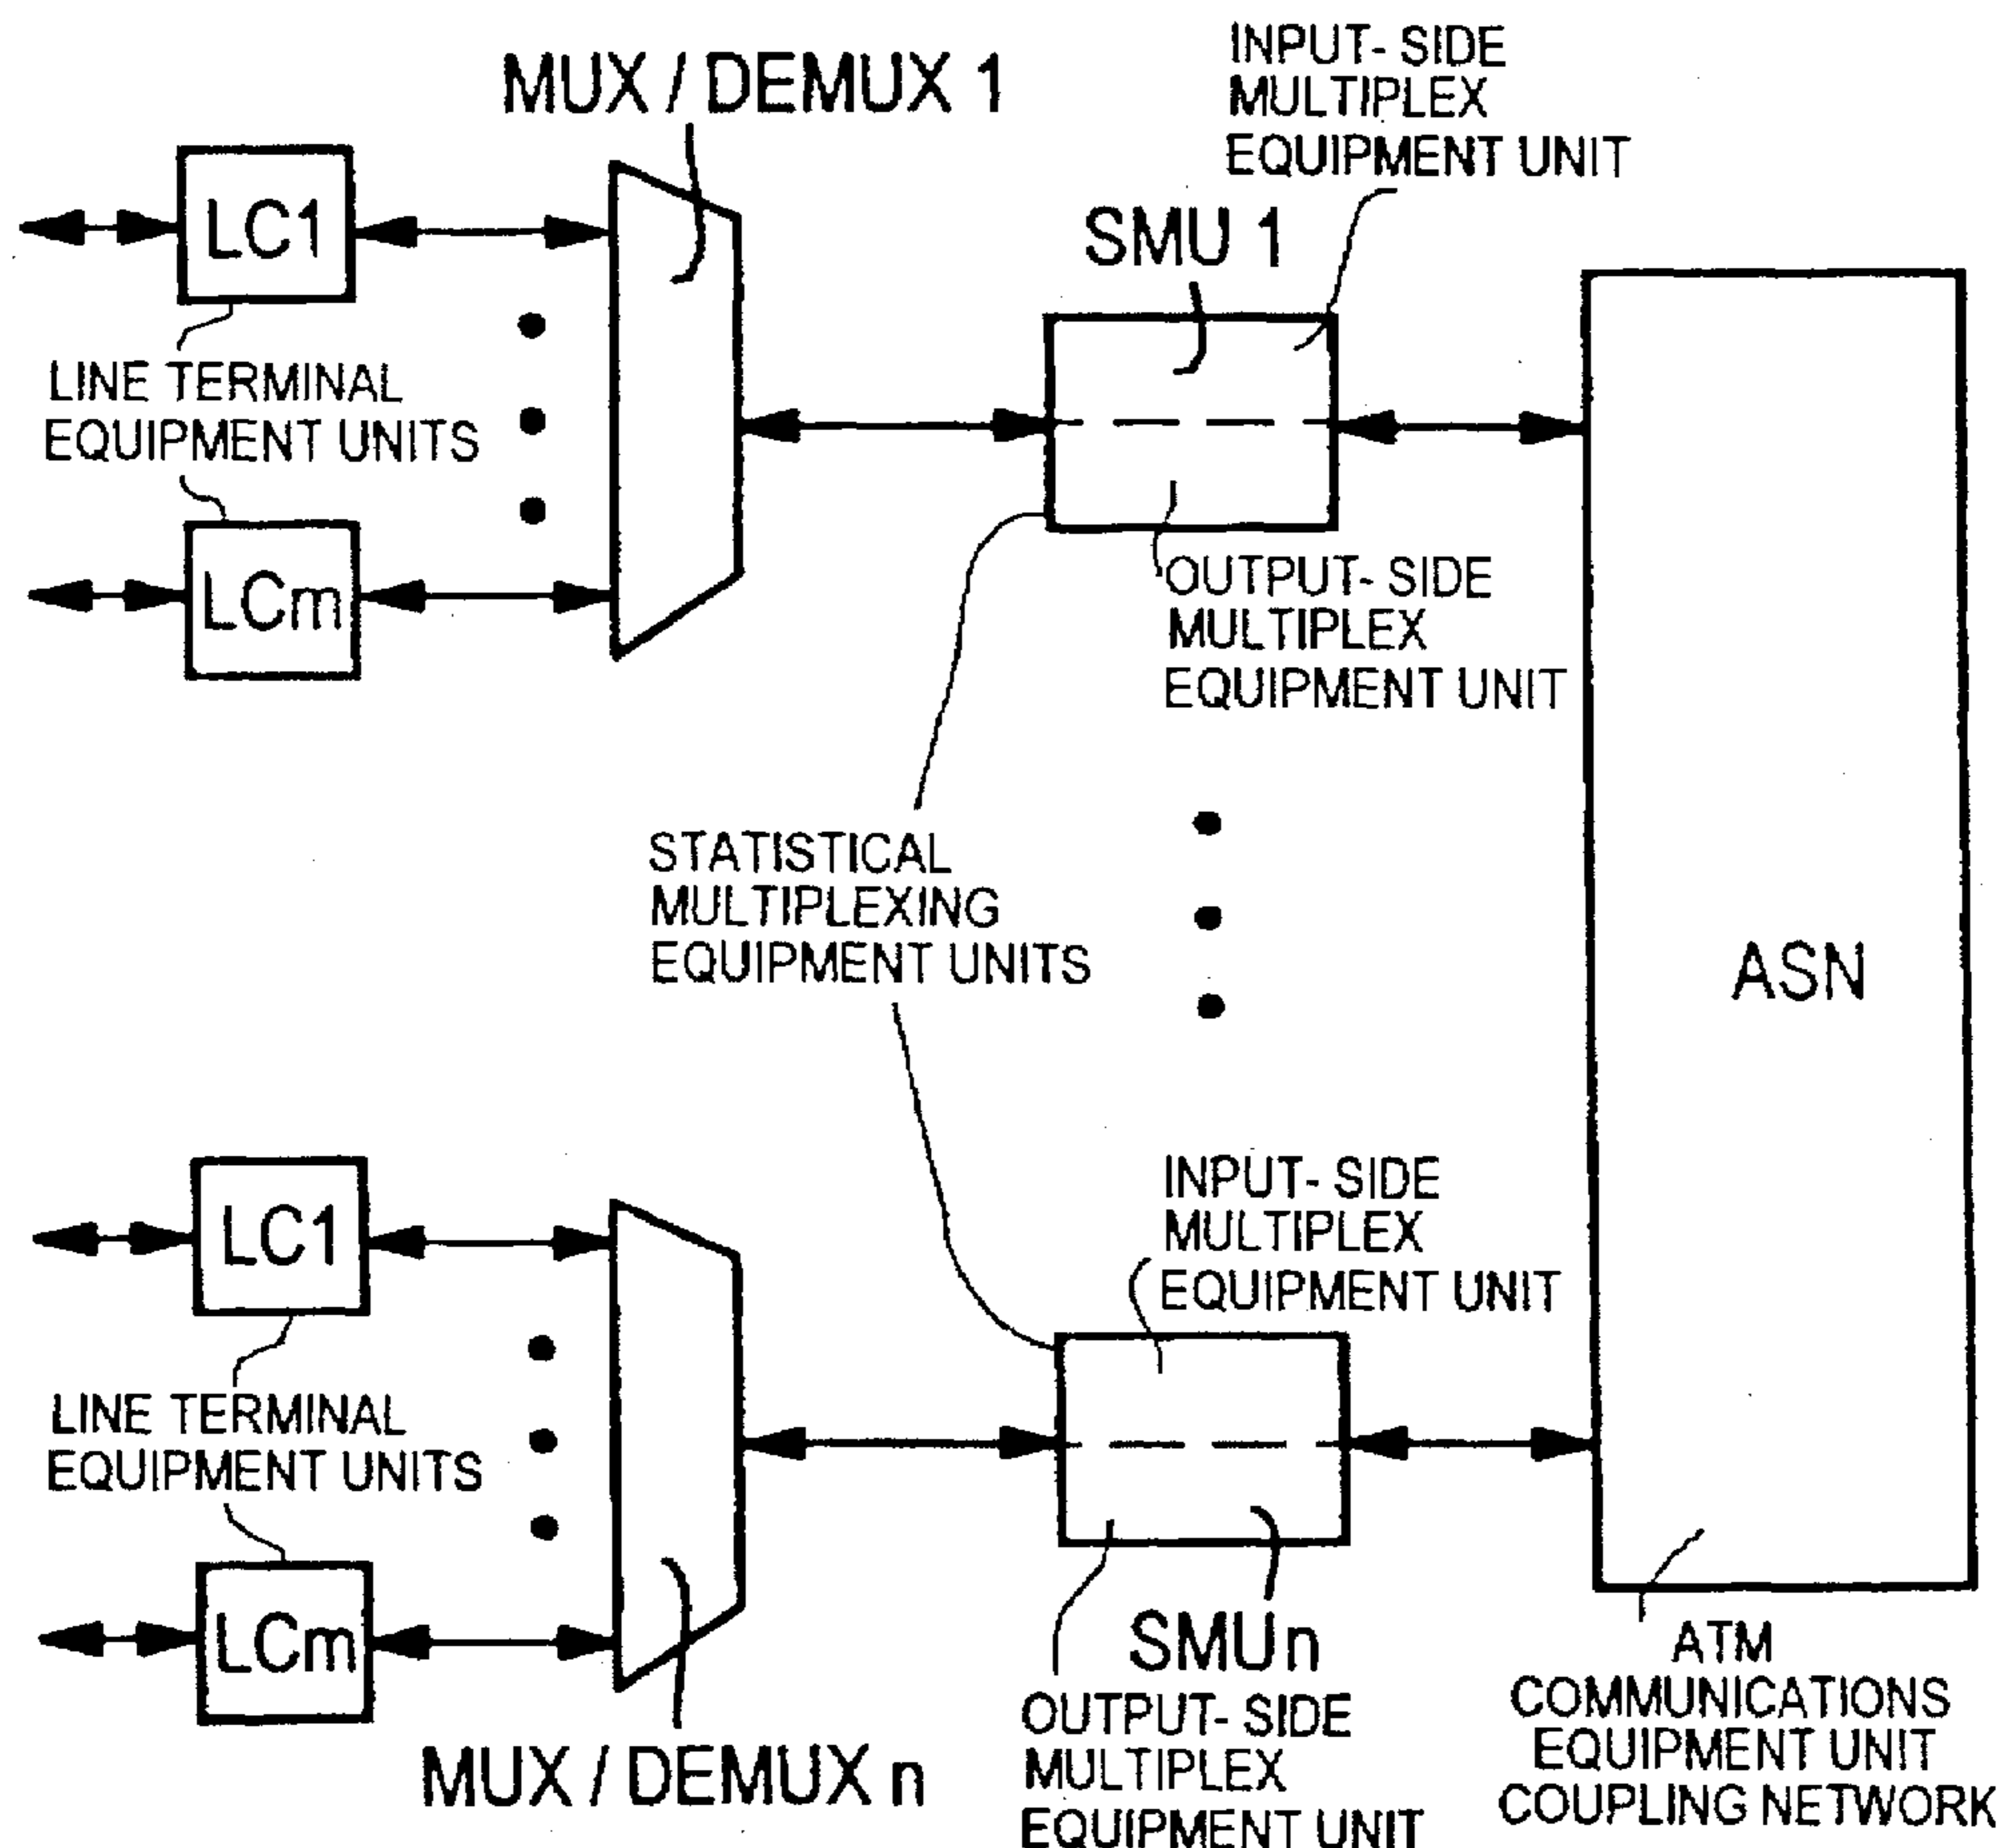 MUX / DEMUX 1
INPUT- SIDE
MULTIPLEX
EQUIPMENT UNIT
LC1
SMU 1
LINE TERMINAL
EQUIPMENT UNITS
LCm
OUTPUT- SIDE
MULTIPLEX
EQUIPMENT UNIT
STATISTICAL
MULTIPLEXING
EQUIPMENT UNITS
ASN
INPUT- SIDE
MULTIPLEX
EQUIPMENT UNIT
LC1
LINE TERMINAL
EQUIPMENT UNITS
LCm
SMUn
OUTPUT- SIDE
MULTIPLEX
EQUIPMENT UNIT
MUX / DEMUX n
ATM
COMMUNICATIONS
EQUIPMENT UNIT
COUPLING NETWORK